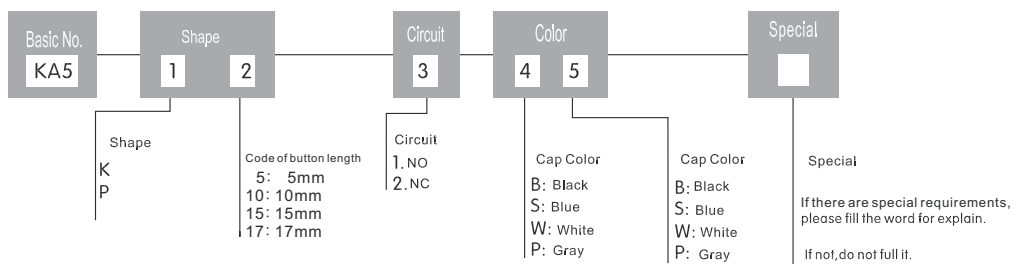 Basic No.
Shape
Circuit
Color
Special
KA5
1
2
3
4
5
Shape
K
P
Code of button length
5: 5mm
10: 10mm
15: 15mm
17: 17mm
Circuit
1. NO
2. NC
Cap Color
B: Black
S: Blue
W: White
P: Gray
Cap Color
B: Black
S: Blue
W: White
P: Gray
Special
If there are special requirements,
please fill the word for explain.
If not,do not full it.